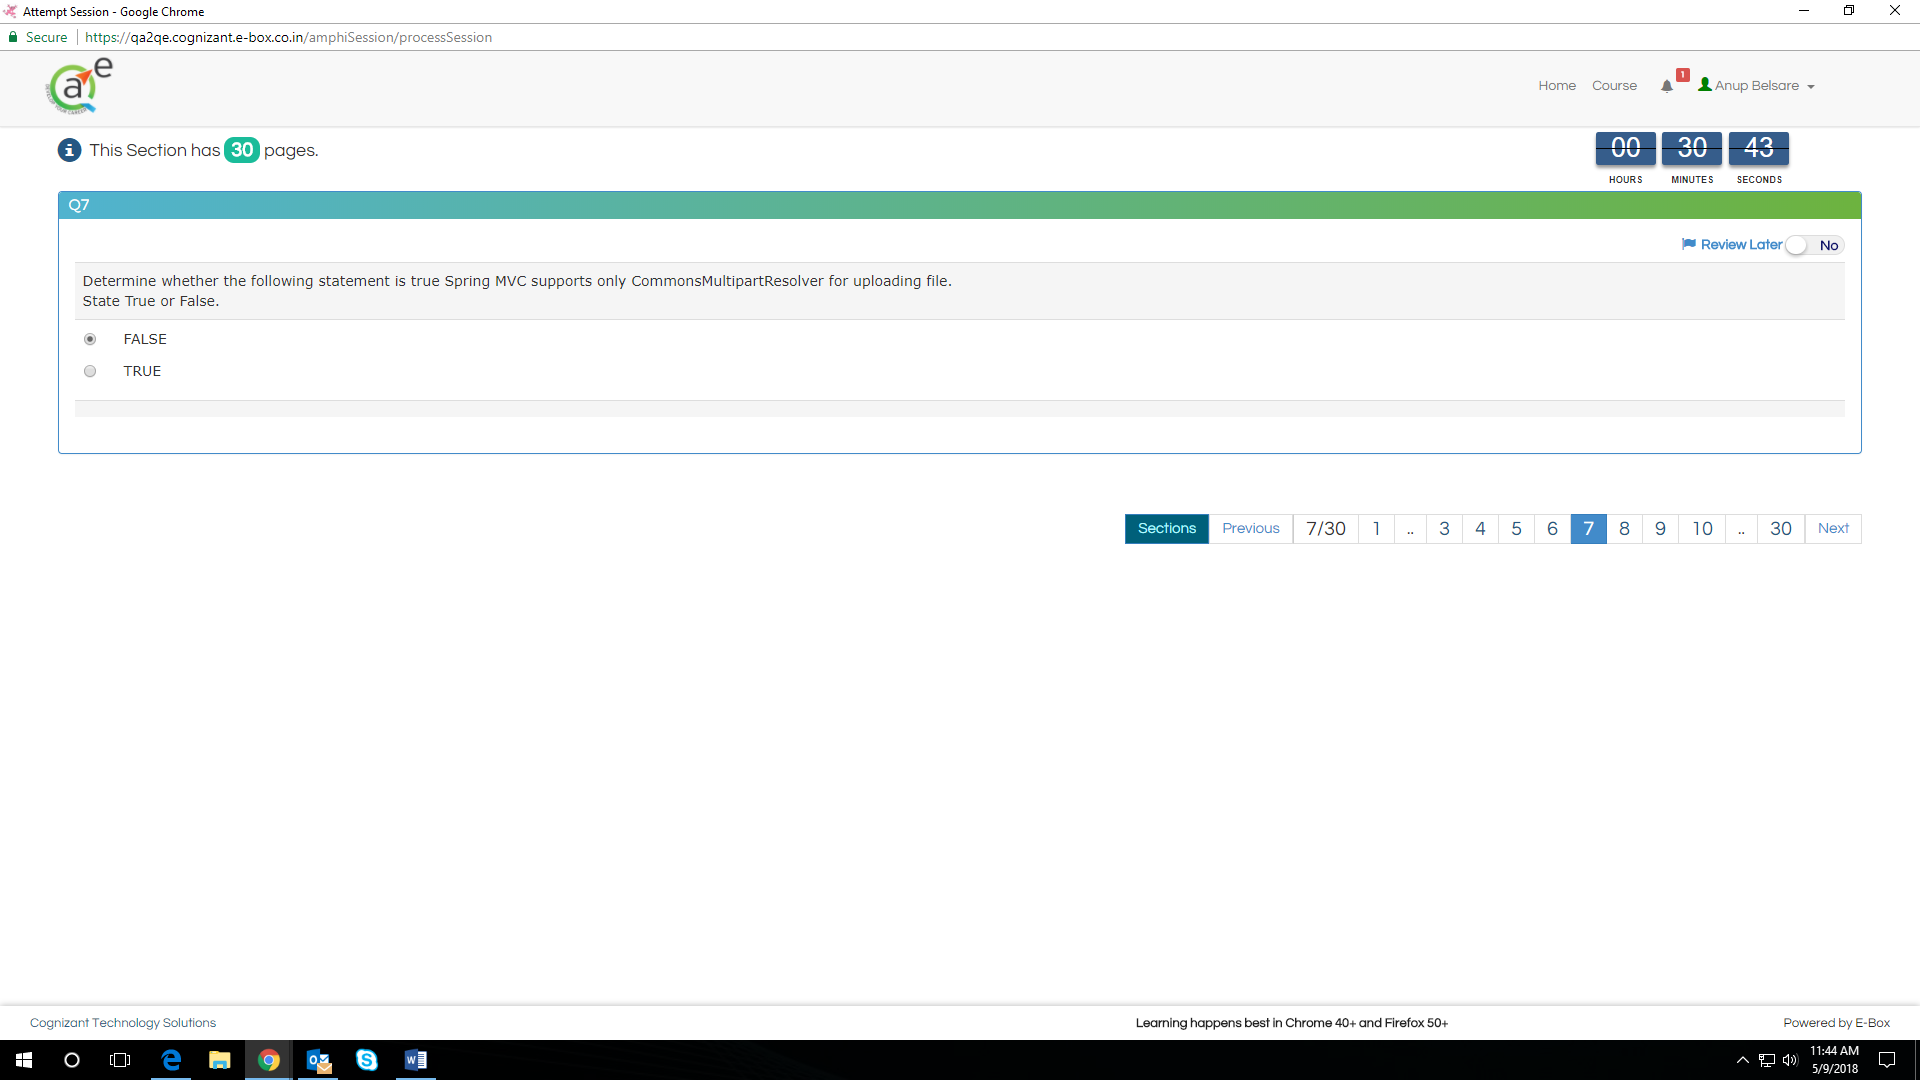 Attempt Session - Google Chrome
Secure https://qa2qe.cognizant.e-box.co.in/amphiSession/processSession
a e
Home Course 1 Anup Belsare
This Section has 30 pages.
00 30 43
HOURS MINUTES SECONDS
Q7
Review Later No
Determine whether the following statement is true Spring MVC supports only CommonsMultipartResolver for uploading file.
State True or False.
FALSE
TRUE
Sections Previous 7/30 1 .. 3 4 5 6 7 8 9 10 .. 30 Next
Cognizant Technology Solutions Learning happens best in Chrome 40+ and Firefox 50+ Powered by E-Box
11:44 AM
5/9/2018